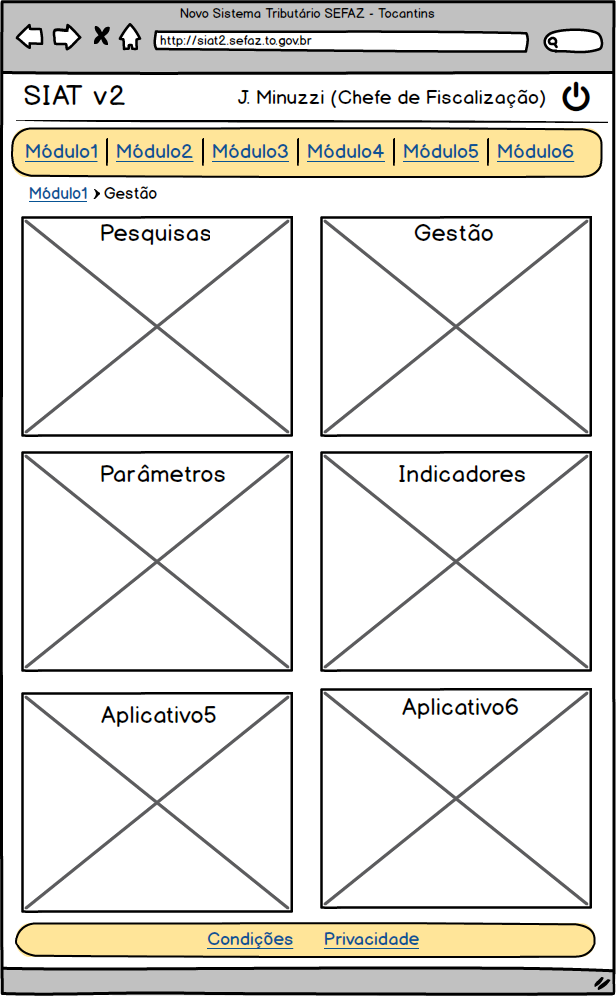 Novo Sistema Tributário SEFAZ - Tocantins
http://siat2.sefaz.to.gov.br
SIAT v2 J. Minuzzi (Chefe de Fiscalização)
Módulo1 Módulo2 Módulo3 Módulo4 Módulo5 Módulo6
Módulo1 > Gestão
Pesquisas Gestão
Parâmetros Indicadores
Aplicativo5 Aplicativo6
Condições Privacidade